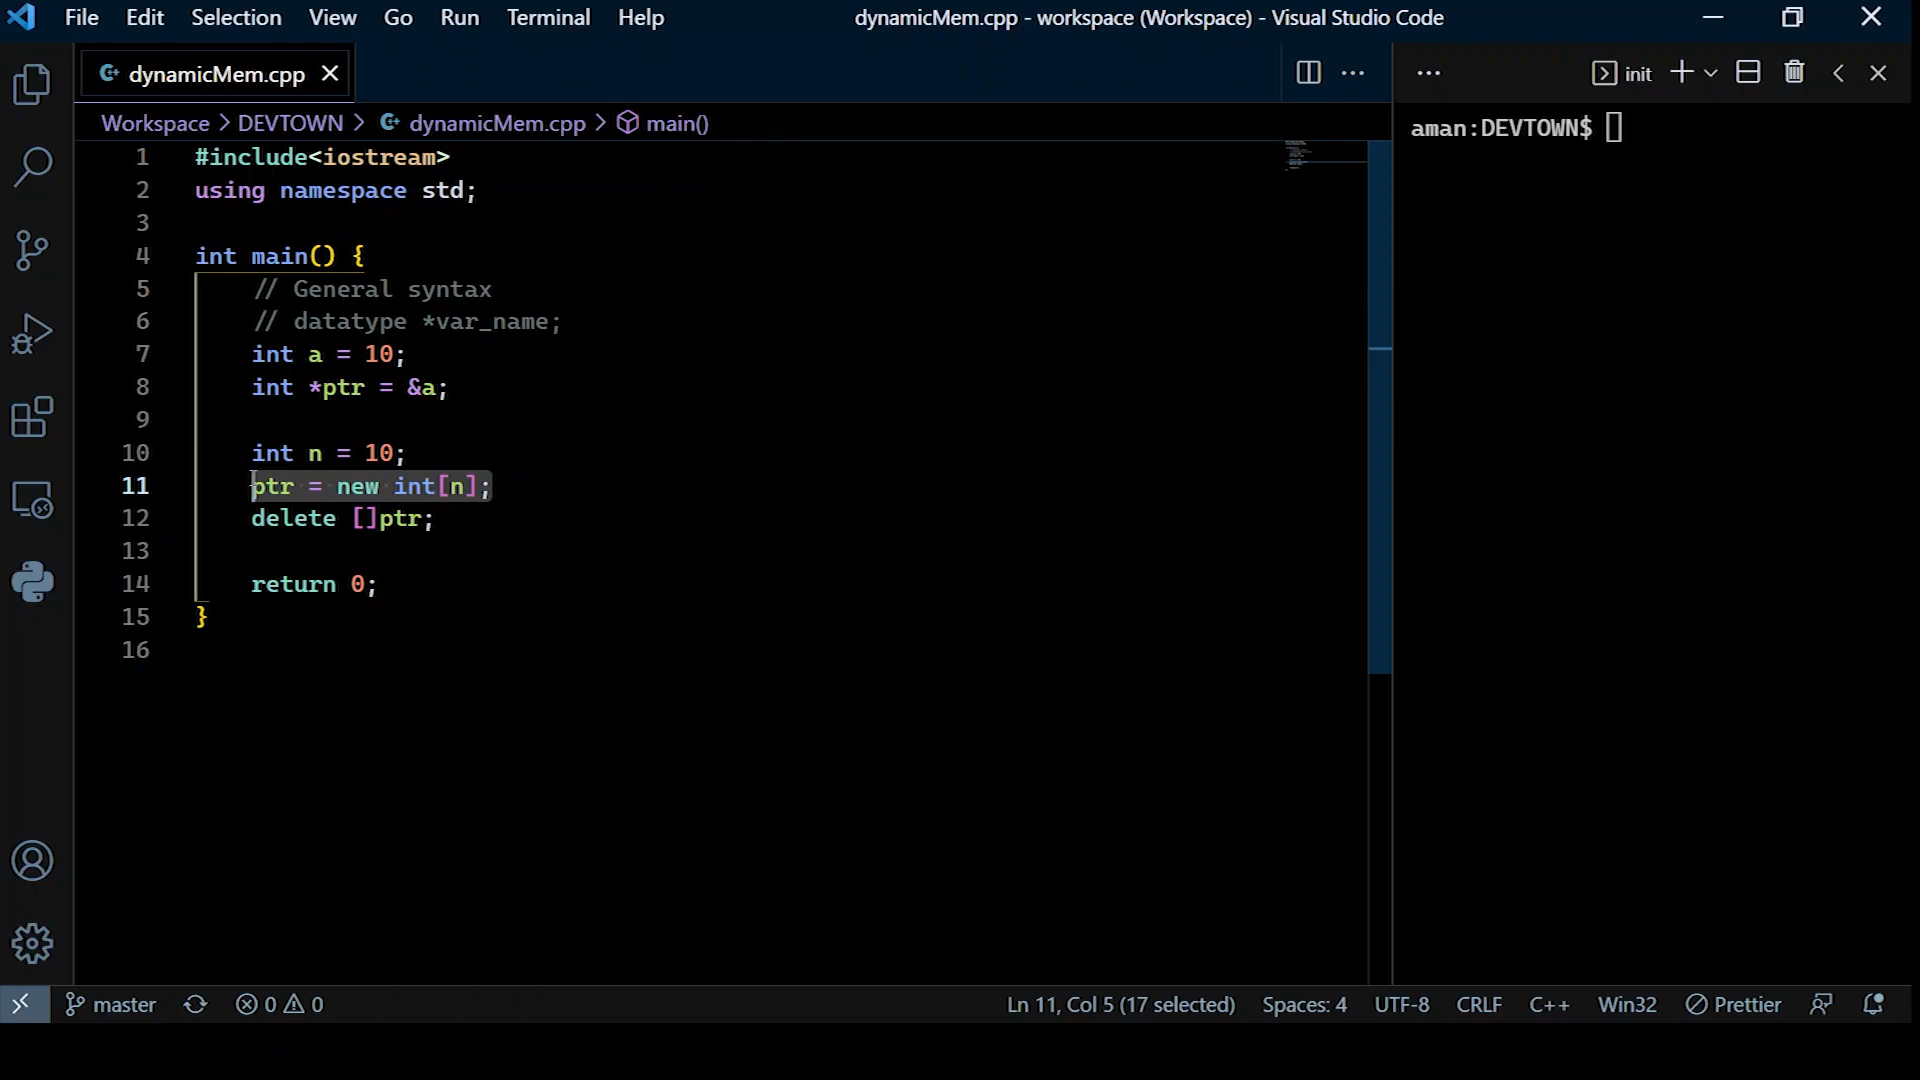 File Edit Selection View Go Run Terminal Help dynamicMem.cpp - workspace (Workspace) - Visual Studio Code
dynamicMem.cpp
init
Workspace > DEVTOWN > dynamicMem.cpp > main()
aman:DEVTOWN$
1 #include<iostream>
2 using namespace std;
3
4 int main() {
5 // General syntax
6 // datatype *var_name;
7 int a = 10;
8 int *ptr = &a;
9
10 int n = 10;
11 ptr = new int[n];
12 delete []ptr;
13
14 return 0;
15 }
16
master 0 0 Ln 11, Col 5 (17 selected) Spaces: 4 UTF-8 CRLF C++ Win32 Prettier